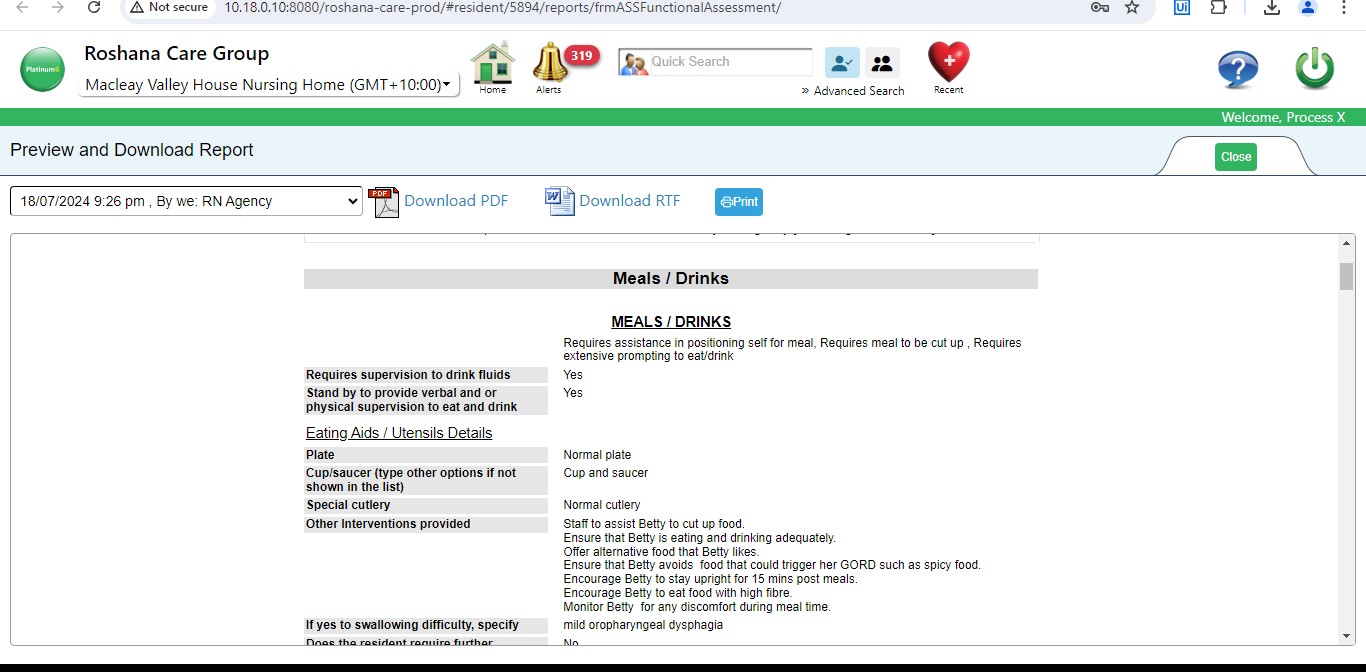 Not secure
10.18.0.10:8080/roshana-care-prod/#resident/5894/reports/frmASSFunctionalAssessment/
Ui
Platinum6
Roshana Care Group
Macleay Valley House Nursing Home (GMT+10:00)
Home
319
Alerts
Quick Search
» Advanced Search
Recent
?
Welcome, Process X
Preview and Download Report
Close
18/07/2024 9:26 pm , By we: RN Agency
PDF
Download PDF
W
Download RTF
Print
Meals / Drinks
MEALS / DRINKS
Requires assistance in positioning self for meal, Requires meal to be cut up , Requires
extensive prompting to eat/drink
Requires supervision to drink fluids Yes
Stand by to provide verbal and or Yes
physical supervision to eat and drink
Eating Aids / Utensils Details
Plate Normal plate
Cup/saucer (type other options if not Cup and saucer
shown in the list)
Special cutlery Normal cutlery
Other Interventions provided Staff to assist Betty to cut up food.
Ensure that Betty is eating and drinking adequately.
Offer alternative food that Betty likes.
Ensure that Betty avoids  food that could trigger her GORD such as spicy food.
Encourage Betty to stay upright for 15 mins post meals.
Encourage Betty to eat food with high fibre.
Monitor Betty  for any discomfort during meal time.
If yes to swallowing difficulty, specify mild oropharyngeal dysphagia
Does the resident require further No